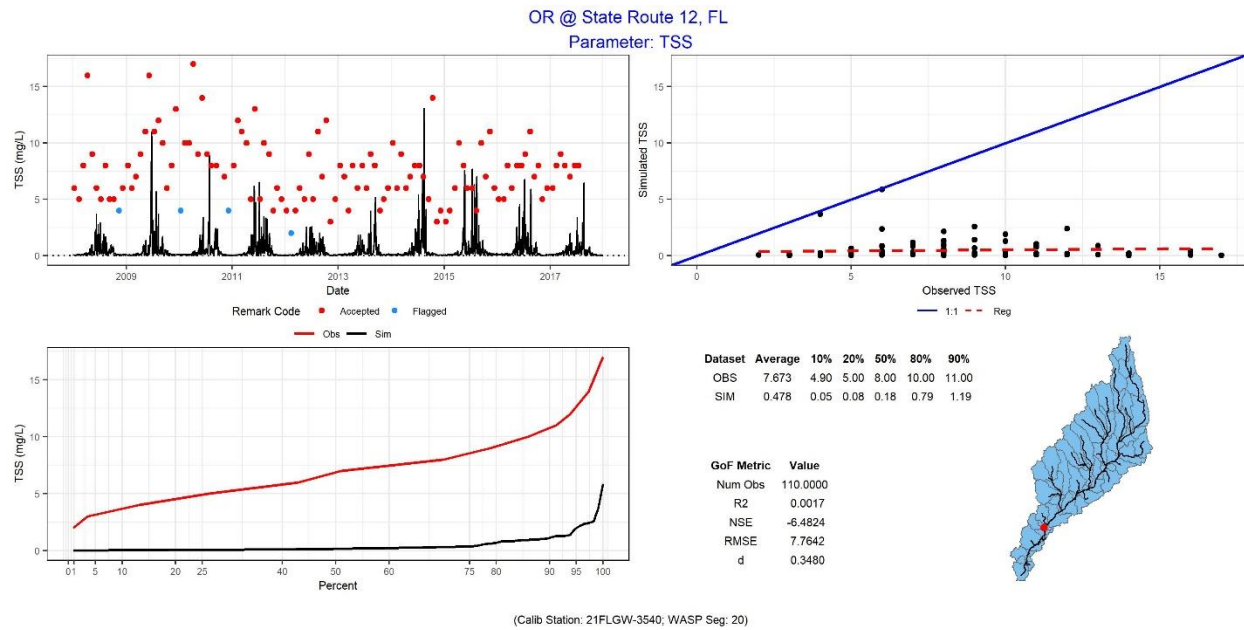 OR @ State Route 12, FL
Parameter: TSS
TSS (mg/L)
15
10
5
0
2009 2011 2013 2015 2017
Date
Remark Code Accepted Flagged
Simulated TSS
15
10
5
0
0 5 10 15
Observed TSS
1:1 Reg
Obs Sim
TSS (mg/L)
15
10
5
0
0 1 5 10 20 25 40 50 60 75 80 90 95 100
Percent
Dataset Average 10% 20% 50% 80% 90%
OBS 7.673 4.90 5.00 8.00 10.00 11.00
SIM 0.478 0.05 0.08 0.18 0.79 1.19
GoF Metric Value
Num Obs 110.0000
R2 0.0017
NSE -6.4824
RMSE 7.7642
d 0.3480
(Calib Station: 21FLGW-3540; WASP Seg: 20)